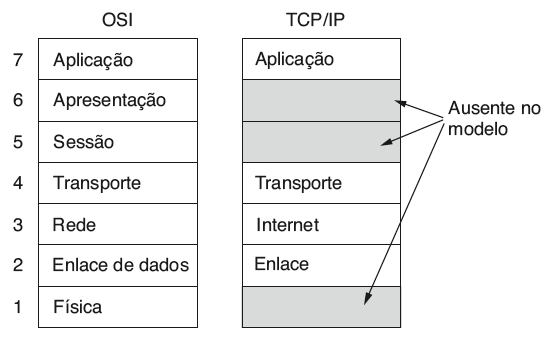 OSI TCP/IP
7 Aplicação Aplicação
6 Apresentação
Ausente no
modelo
5 Sessão
4 Transporte Transporte
3 Rede Internet
2 Enlace de dados Enlace
1 Física